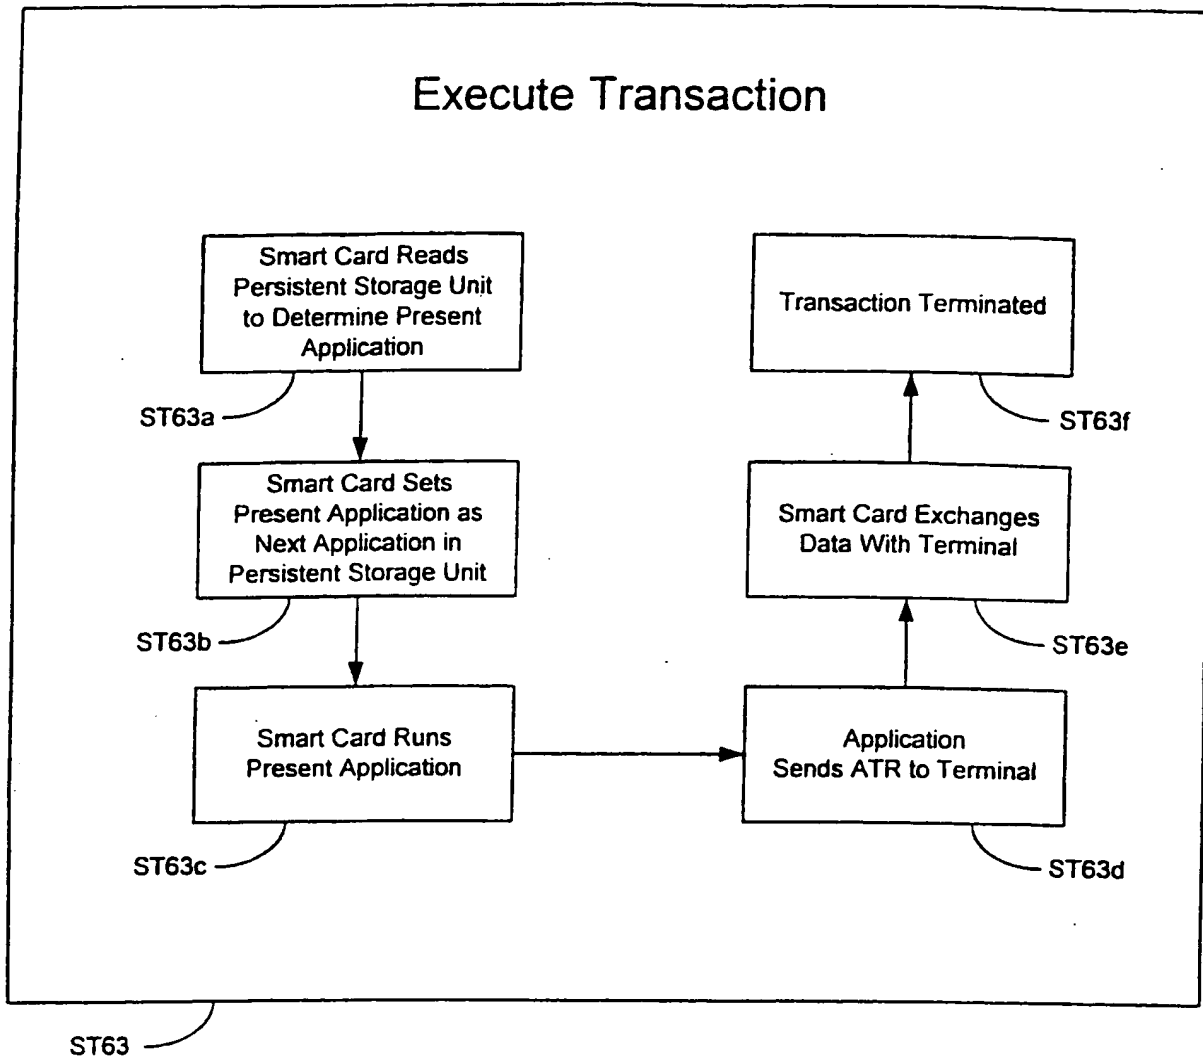 Execute Transaction
Smart Card Reads
Persistent Storage Unit
to Determine Present
Application
ST63a
Smart Card Sets
Present Application as
Next Application in
Persistent Storage Unit
ST63b
Smart Card Runs
Present Application
ST63c
Application
Sends ATR to Terminal
ST63d
Smart Card Exchanges
Data With Terminal
ST63e
Transaction Terminated
ST63f
ST63